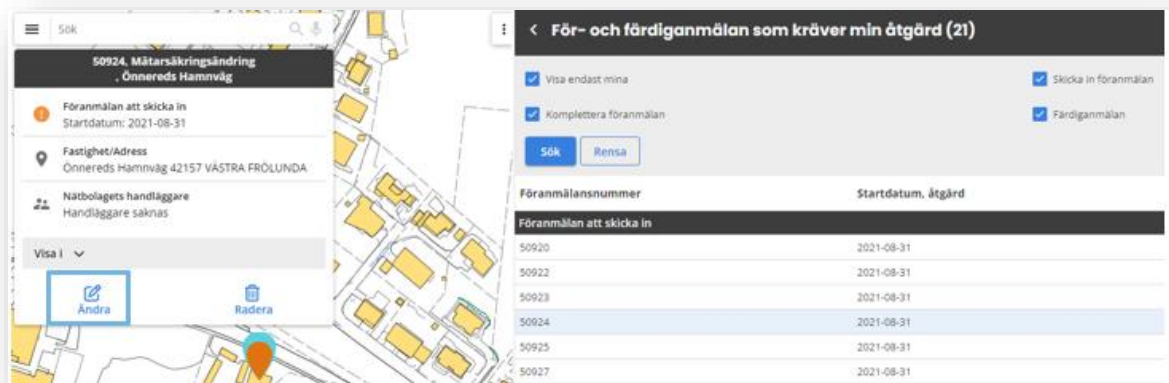 Sök
50924, Mätarsäkringsändring
, Önnereds Hamnväg
Föranmälan att skicka in
Startdatum: 2021-08-31
Fastighet/Adress
Önnereds Hamnväg 42157 VÄSTRA FRÖLUNDA
Nätbolagets handläggare
Handläggare saknas
Visa i
Ändra
Radera
För- och färdiganmälan som kräver min åtgärd (21)
Visa endast mina
Skicka in föranmälan
Komplettera föranmälan
Färdiganmälan
Sök
Rensa
Föranmälansnummer
Startdatum, åtgärd
Föranmälan att skicka in
50920
2021-08-31
50922
2021-08-31
50923
2021-08-31
50924
2021-08-31
50925
2021-08-31
50927
2021-08-31